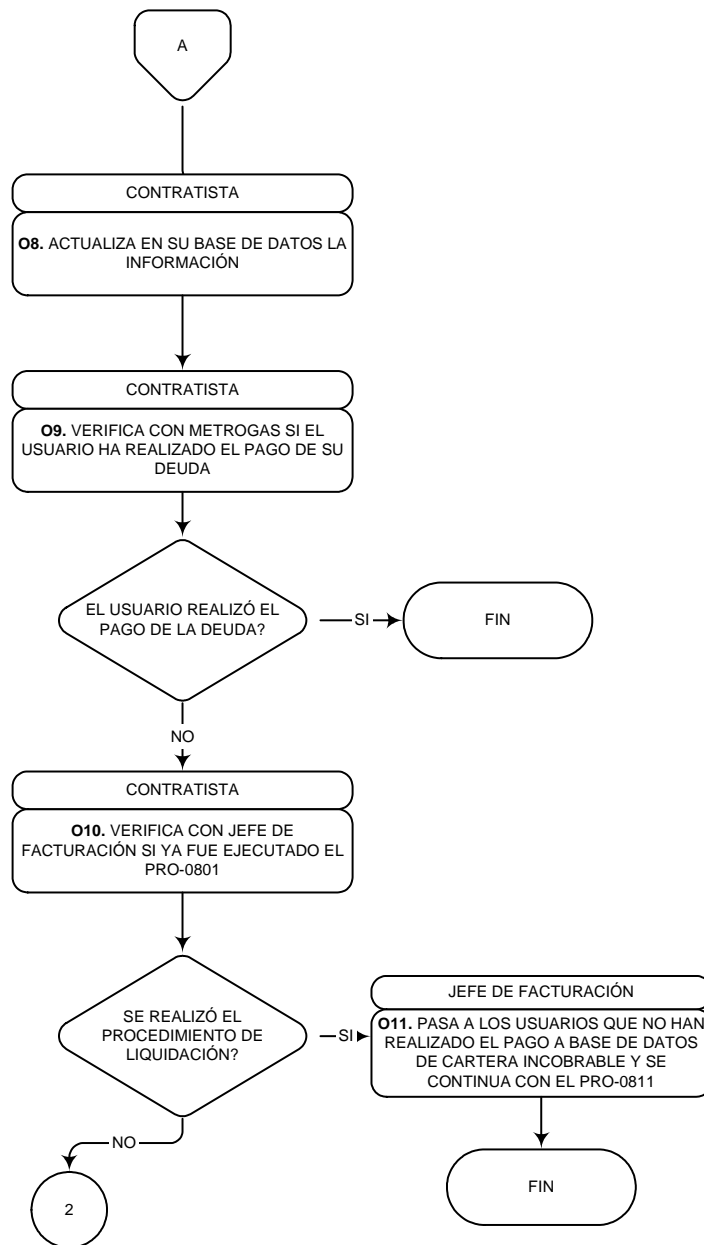 A
CONTRATISTA
O8. ACTUALIZA EN SU BASE DE DATOS LA
INFORMACIÓN
CONTRATISTA
O9. VERIFICA CON METROGAS SI EL
USUARIO HA REALIZADO EL PAGO DE SU
DEUDA
EL USUARIO REALIZÓ EL
PAGO DE LA DEUDA?
SI
FIN
NO
CONTRATISTA
O10. VERIFICA CON JEFE DE
FACTURACIÓN SI YA FUE EJECUTADO EL
PRO-0801
SE REALIZÓ EL
PROCEDIMIENTO DE
LIQUIDACIÓN?
SI
JEFE DE FACTURACIÓN
O11. PASA A LOS USUARIOS QUE NO HAN
REALIZADO EL PAGO A BASE DE DATOS
DE CARTERA INCOBRABLE Y SE
CONTINUA CON EL PRO-0811
NO
2
FIN